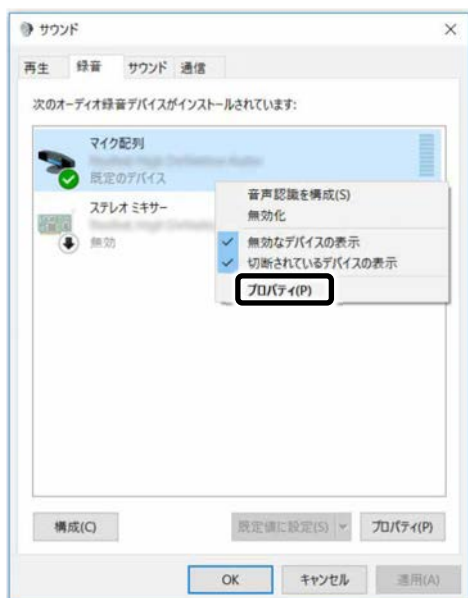 サウンド
再生 録音 サウンド 通信
次のオーディオ録音デバイスがインストールされています:
マイク配列
既定のデバイス
ステレオ ミキサー
無効
音声認識を構成(S)
無効化
無効なデバイスの表示
切断されているデバイスの表示
プロパティ(P)
構成(C) 既定値に設定(S) プロパティ(P)
OK キャンセル 適用(A)